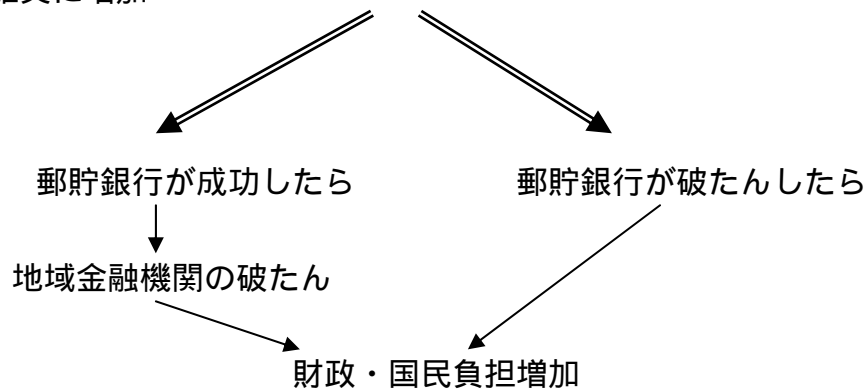 郵貯銀行が成功したら
郵貯銀行が破たんしたら
地域金融機関の破たん
財政・国民負担増加